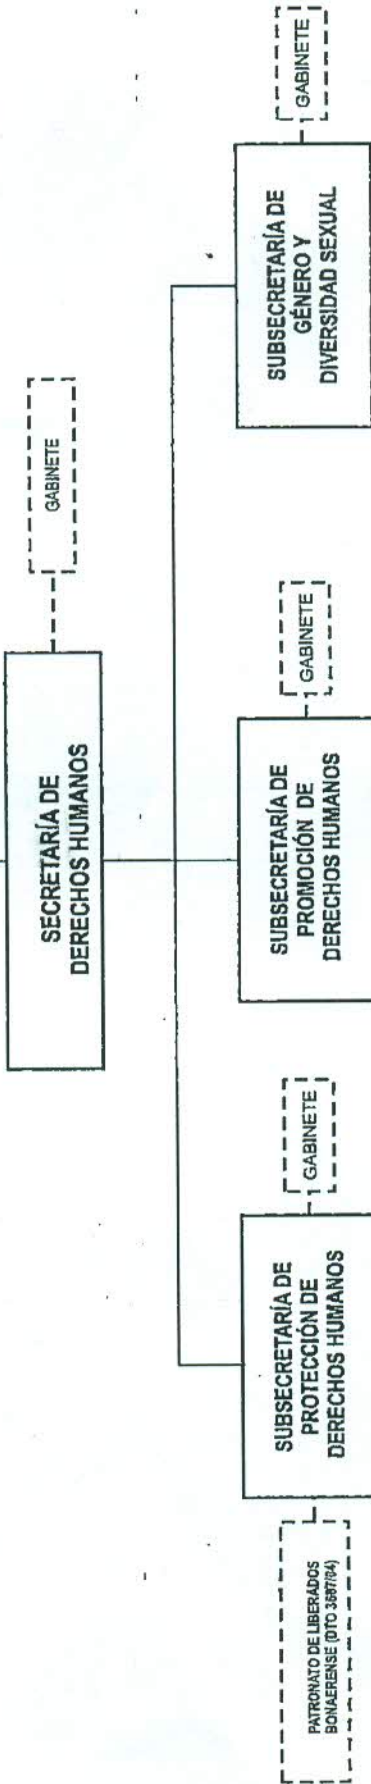 SECRETARÍA DE
DERECHOS HUMANOS
GABINETE
PATRONATO DE LIBERADOS
BONAERENSE (DTO 3687/04)
SUBSECRETARÍA DE
PROTECCIÓN DE
DERECHOS HUMANOS
GABINETE
SUBSECRETARÍA DE
PROMOCIÓN DE
DERECHOS HUMANOS
GABINETE
SUBSECRETARÍA DE
GÉNERO Y
DIVERSIDAD SEXUAL
GABINETE